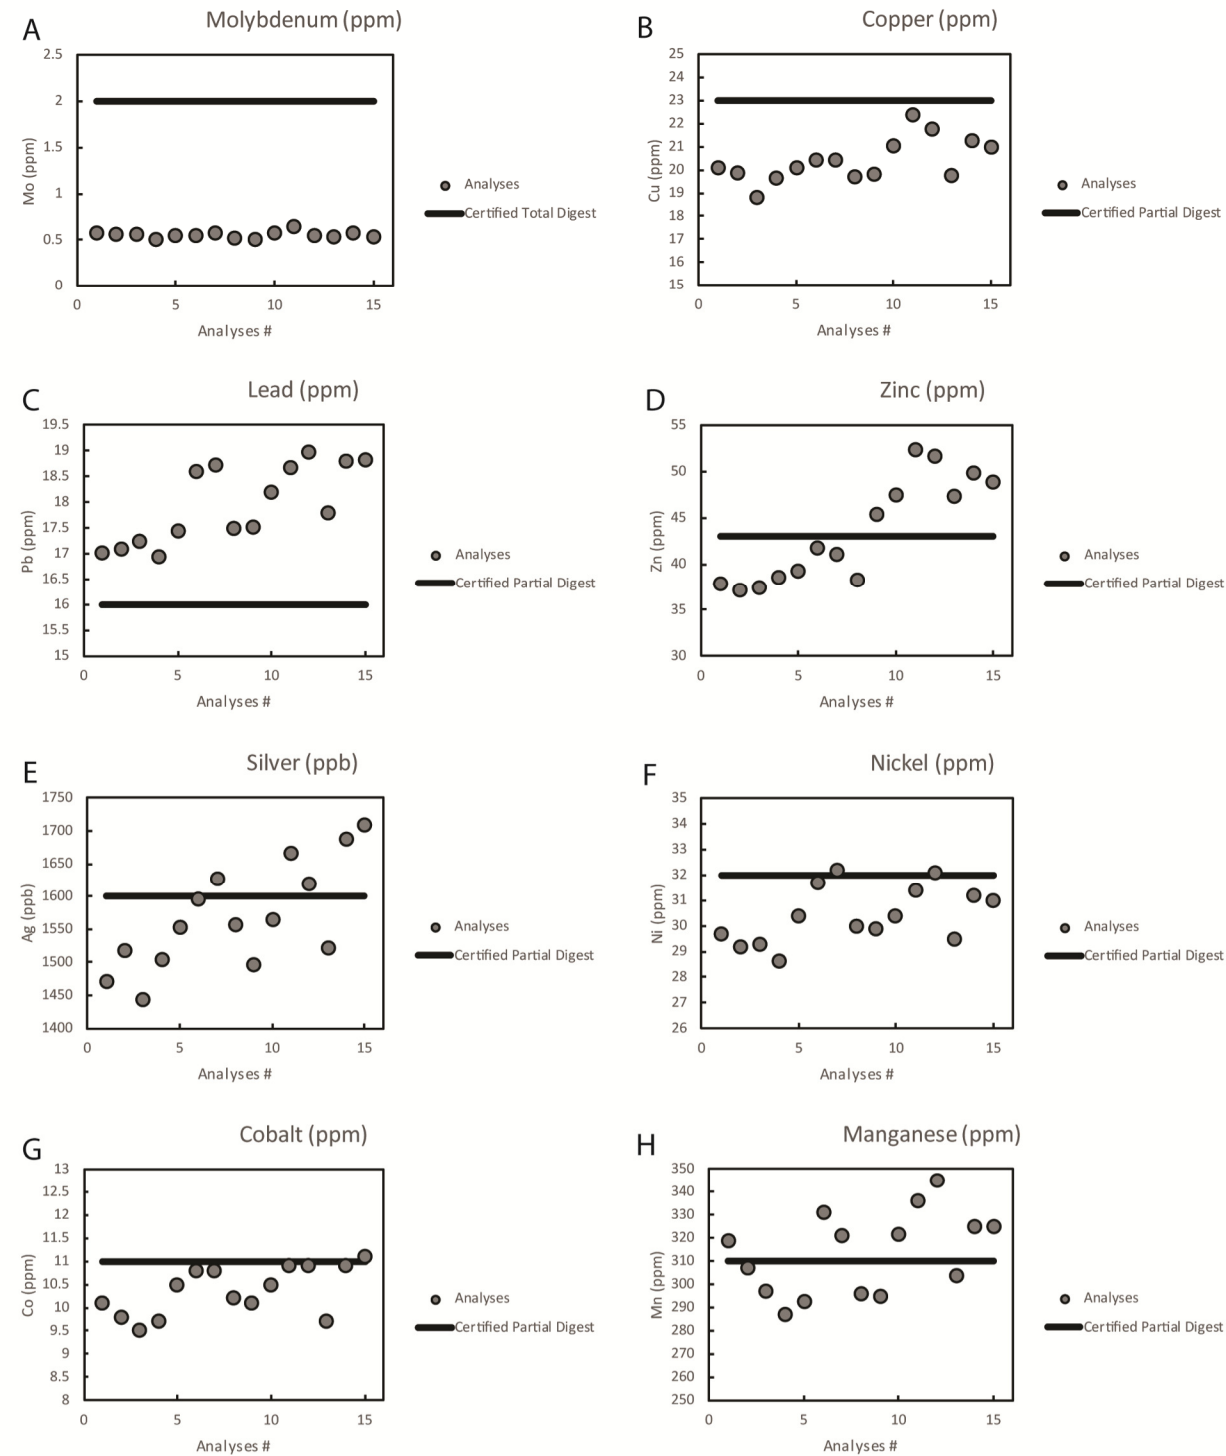 A
Molybdenum (ppm)
2.5
2
1.5
1
0.5
0
Mo (ppm)
0 5 10 15
Analyses #
Analyses
Certified Total Digest
B
Copper (ppm)
25
24
23
22
21
20
19
18
17
16
15
Cu (ppm)
0 5 10 15
Analyses #
Analyses
Certified Partial Digest
C
Lead (ppm)
19.5
19
18.5
18
17.5
17
16.5
16
15.5
15
Pb (ppm)
0 5 10 15
Analyses #
Analyses
Certified Partial Digest
D
Zinc (ppm)
55
50
45
40
35
30
Zn (ppm)
0 5 10 15
Analyses #
Analyses
Certified Partial Digest
E
Silver (ppb)
1750
1700
1650
1600
1550
1500
1450
1400
Ag (ppb)
0 5 10 15
Analyses #
Analyses
Certified Partial Digest
F
Nickel (ppm)
35
34
33
32
31
30
29
28
27
26
Ni (ppm)
0 5 10 15
Analyses #
Analyses
Certified Partial Digest
G
Cobalt (ppm)
13
12.5
12
11.5
11
10.5
10
9.5
9
8.5
8
Co (ppm)
0 5 10 15
Analyses #
Analyses
Certified Partial Digest
H
Manganese (ppm)
350
340
330
320
310
300
290
280
270
260
250
Mn (ppm)
0 5 10 15
Analyses #
Analyses
Certified Partial Digest